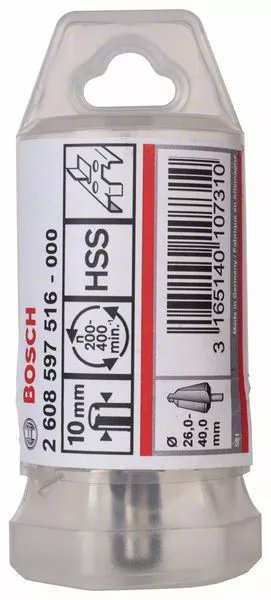 BOSCH
2 608 597 516 - 000
HSS
n
200-
400
min.
10 mm
3 165140 107310
Made in Germany / Fabriqué en Allemagne
Ø
26,0-
40,0
mm
SB1